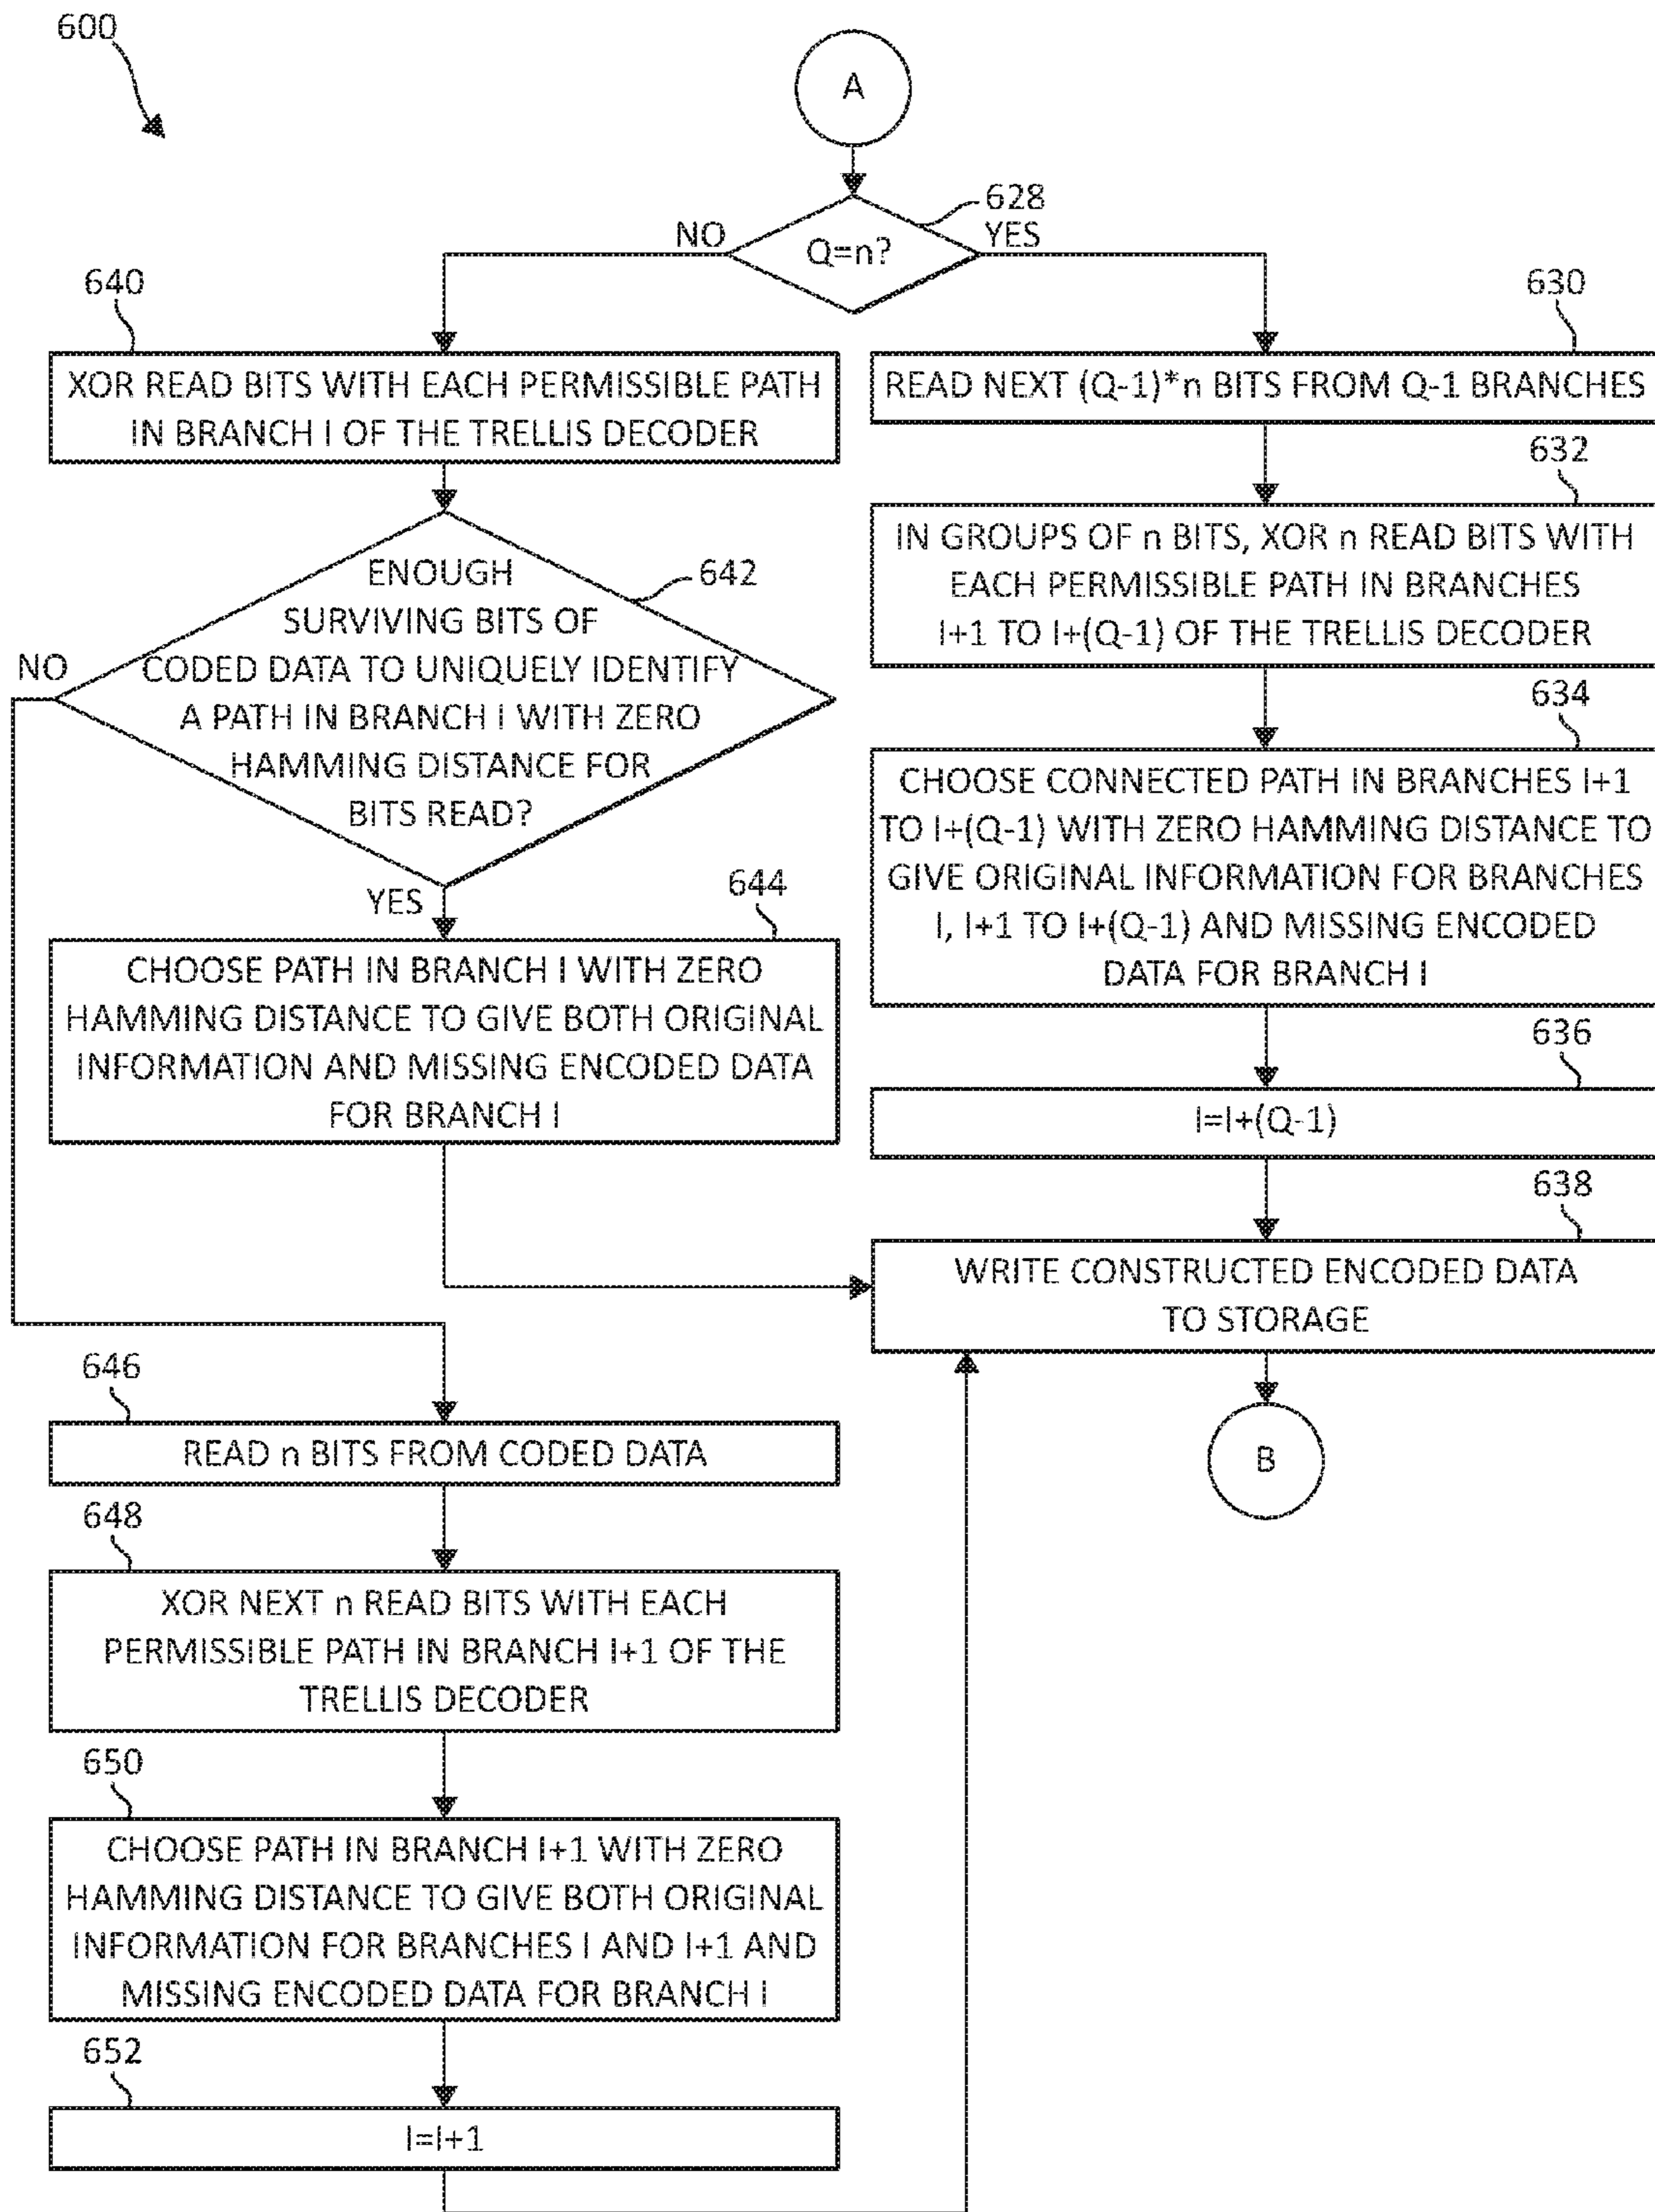 600
A
628
NO
Q=n?
YES
640
XOR READ BITS WITH EACH PERMISSIBLE PATH
IN BRANCH I OF THE TRELLIS DECODER
630
READ NEXT (Q-1)*n BITS FROM Q-1 BRANCHES
632
IN GROUPS OF n BITS, XOR n READ BITS WITH
EACH PERMISSIBLE PATH IN BRANCHES
I+1 TO I+(Q-1) OF THE TRELLIS DECODER
642
NO
ENOUGH
SURVIVING BITS OF
CODED DATA TO UNIQUELY IDENTIFY
A PATH IN BRANCH I WITH ZERO
HAMMING DISTANCE FOR
BITS READ?
YES
634
CHOOSE CONNECTED PATH IN BRANCHES I+1
TO I+(Q-1) WITH ZERO HAMMING DISTANCE TO
GIVE ORIGINAL INFORMATION FOR BRANCHES
I, I+1 TO I+(Q-1) AND MISSING ENCODED
DATA FOR BRANCH I
644
CHOOSE PATH IN BRANCH I WITH ZERO
HAMMING DISTANCE TO GIVE BOTH ORIGINAL
INFORMATION AND MISSING ENCODED DATA
FOR BRANCH I
636
I=I+(Q-1)
638
WRITE CONSTRUCTED ENCODED DATA
TO STORAGE
B
646
READ n BITS FROM CODED DATA
648
XOR NEXT n READ BITS WITH EACH
PERMISSIBLE PATH IN BRANCH I+1 OF THE
TRELLIS DECODER
650
CHOOSE PATH IN BRANCH I+1 WITH ZERO
HAMMING DISTANCE TO GIVE BOTH ORIGINAL
INFORMATION FOR BRANCHES I AND I+1 AND
MISSING ENCODED DATA FOR BRANCH I
652
I=I+1